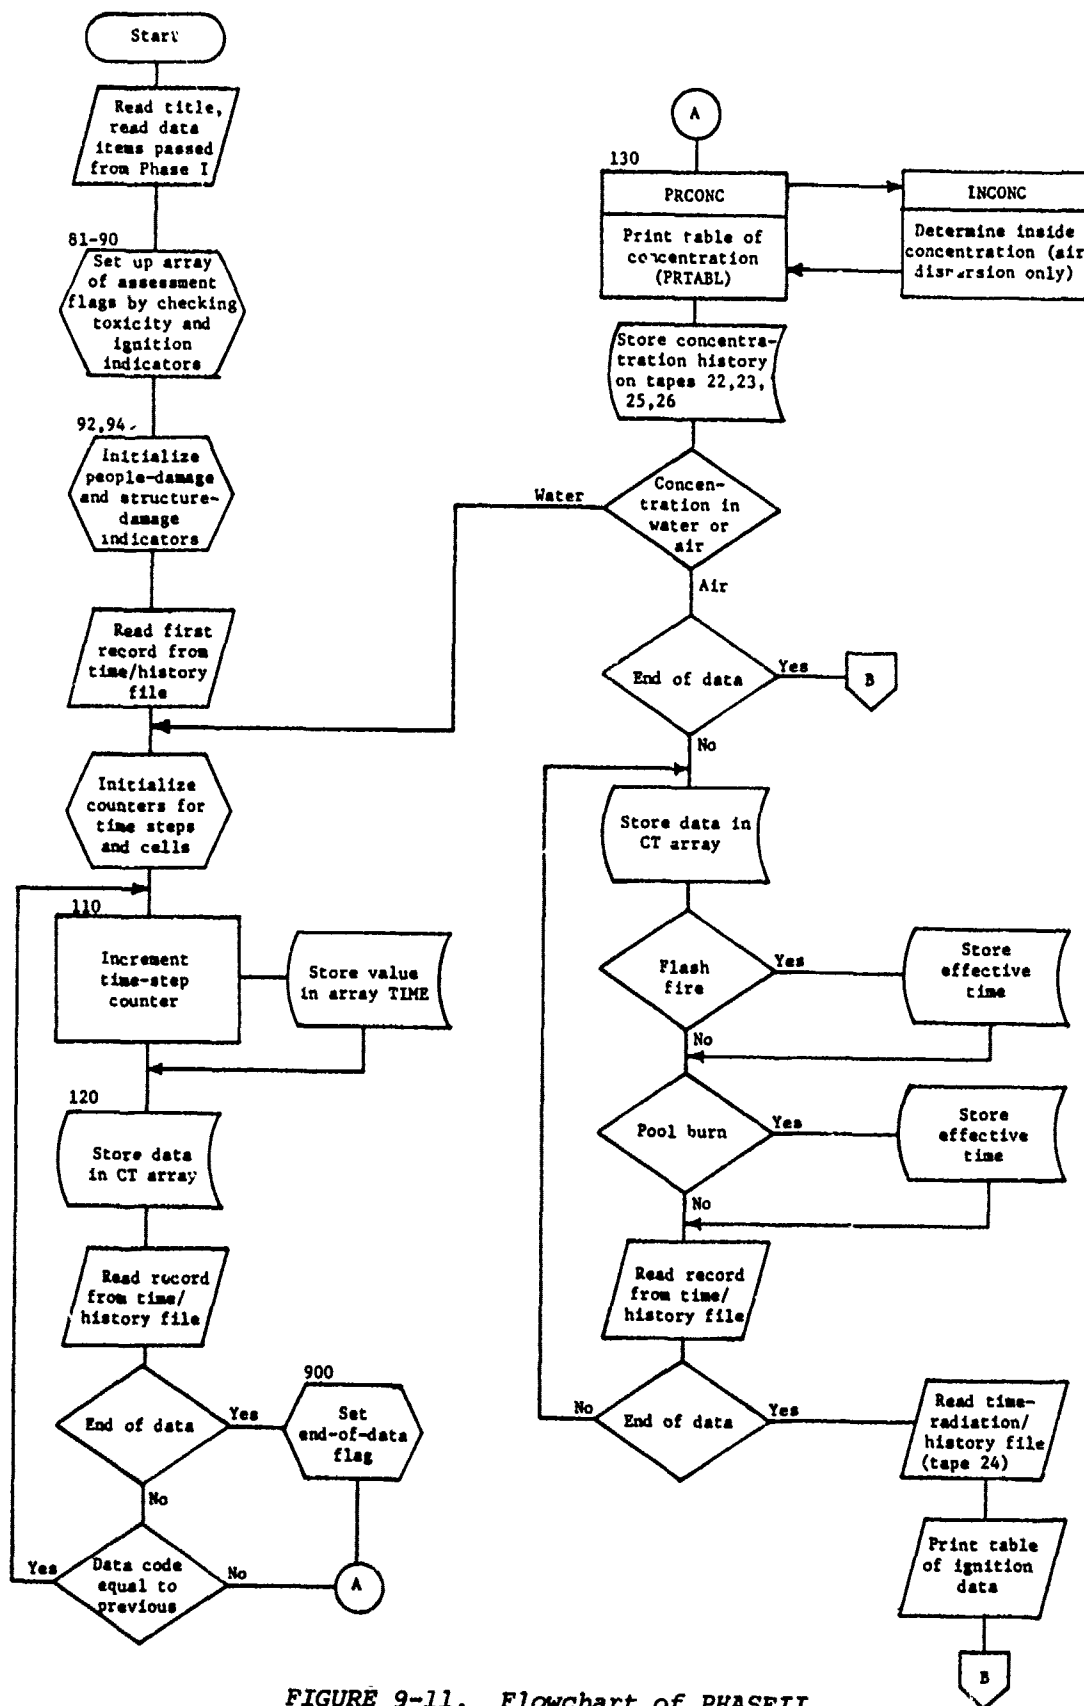 Start
Read title,
read data
items passed
from Phase I
81-90
Set up array
of assessment
flags by checking
toxicity and
ignition
indicators
92,94
Initialize
people-damage
and structure-
damage
indicators
Read first
record from
time/history
file
Initialize
counters for
time steps
and cells
110
Increment
time-step
counter
Store value
in array TIME
120
Store data
in CT array
Read record
from time/
history file
End of data
Yes
900
Set
end-of-data
flag
No
Yes
Data code
equal to
previous
No
A
A
130
PRCONC
Print table of
concentration
(PRTABL)
INCONC
Determine inside
concentration (air
dispersion only)
Store concentra-
tration history
on tapes 22,23,
25,26
Water
Concen-
tration in
water or
air
Air
End of data
Yes
B
No
Store data in
CT array
Flash
fire
Yes
Store
effective
time
No
Pool burn
Yes
Store
effective
time
No
Read record
from time/
history file
No
End of data
Yes
Read time-
radiation/
history file
(tape 24)
Print table
of ignition
data
B
FIGURE 9-11. Flowchart of PHASEII